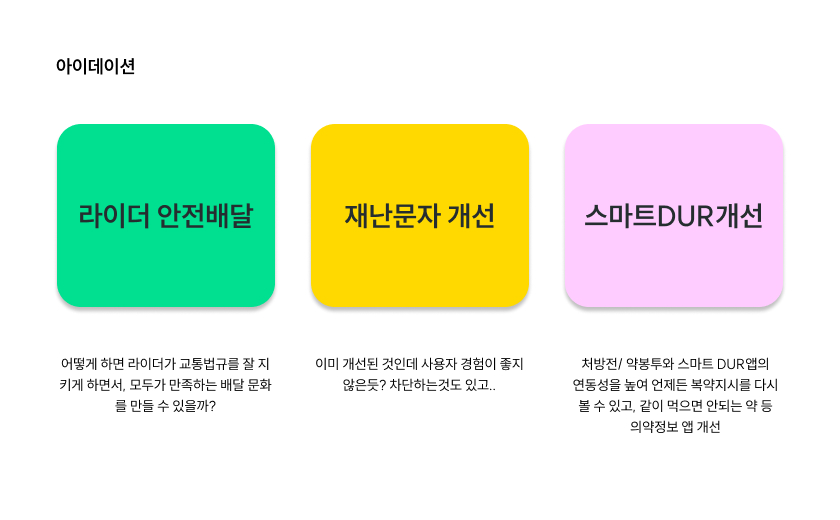 아이데이션
라이더 안전배달
재난문자 개선
스마트DUR개선
어떻게 하면 라이더가 교통법규를 잘 지
키게 하면서, 모두가 만족하는 배달 문화
를 만들 수 있을까?
이미 개선된 것인데 사용자 경험이 좋지
않은듯? 차단하는것도 있고..
처방전/ 약봉투와 스마트 DUR앱의
연동성을 높여 언제든 복약지시를 다시
볼 수 있고, 같이 먹으면 안되는 약 등
의약정보 앱 개선